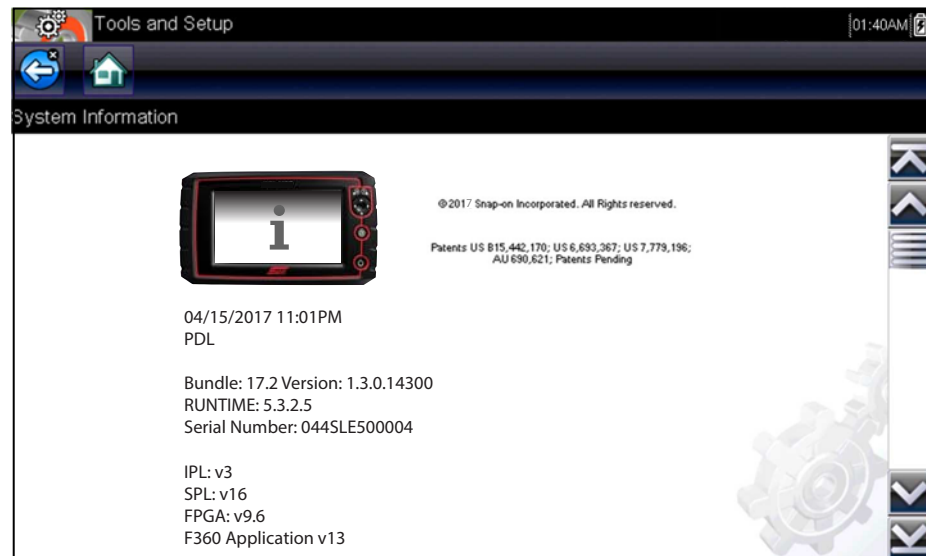 Tools and Setup
01:40AM
System Information
©2017 Snap-on Incorporated. All Rights reserved.
Patents US B15,442,170; US 6,693,367; US 7,779,196;
AU 690,621; Patents Pending
i
04/15/2017 11:01PM
PDL
Bundle: 17.2 Version: 1.3.0.14300
RUNTIME: 5.3.2.5
Serial Number: 044SLE500004
IPL: v3
SPL: v16
FPGA: v9.6
F360 Application v13